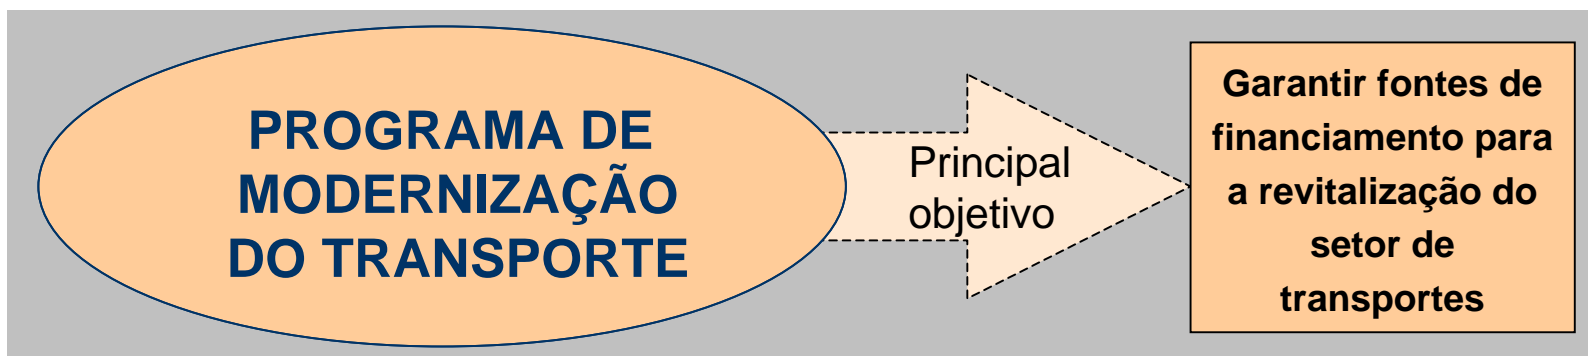 PROGRAMA DE
MODERNIZAÇÃO
DO TRANSPORTE
Principal
objetivo
Garantir fontes de
financiamento para
a revitalização do
setor de
transportes